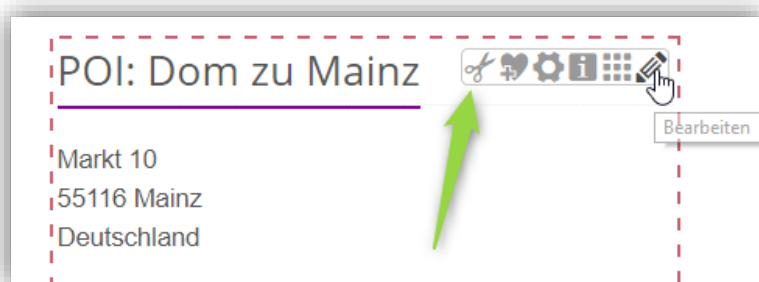 POI: Dom zu Mainz
Bearbeiten
Markt 10
55116 Mainz
Deutschland